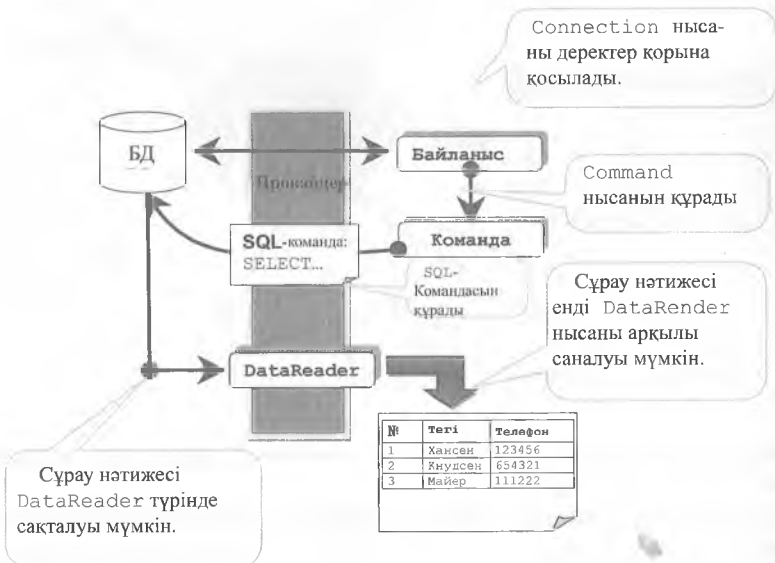 Connection ныса-
ны деректер қорына
қосылады.
БД
Байланыс
Провайдер
Command
нысанын құрады
SQL-команда:
SELECT...
Команда
SQL-
Командасын
құрады
Сұрау нәтижесі
енді DataRender
нысаны арқылы
саналуы мүмкін.
DataReader
№ Тегі Телефон
1 Хансен 123456
2 Кнудсен 654321
3 Майер 111222
Сұрау нәтижесі
DataReader түрінде
сақталуы мүмкін.